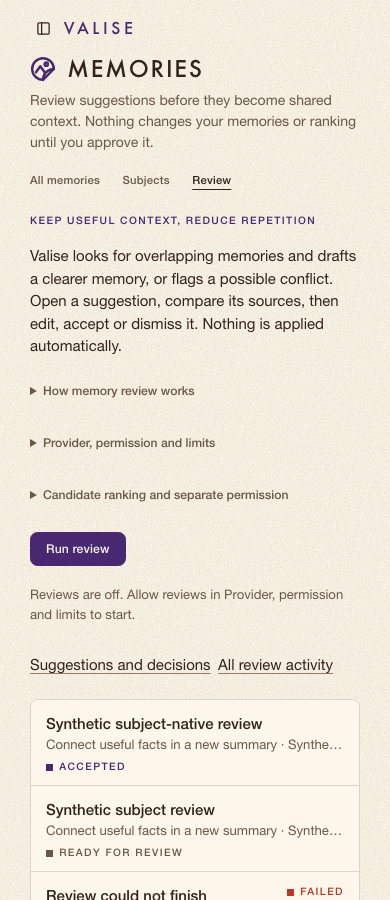 VALISE
MEMORIES
Review suggestions before they become shared
context. Nothing changes your memories or ranking
until you approve it.
All memories Subjects Review
KEEP USEFUL CONTEXT, REDUCE REPETITION
Valise looks for overlapping memories and drafts
a clearer memory, or flags a possible conflict.
Open a suggestion, compare its sources, then
edit, accept or dismiss it. Nothing is applied
automatically.
How memory review works
Provider, permission and limits
Candidate ranking and separate permission
Run review
Reviews are off. Allow reviews in Provider, permission
and limits to start.
Suggestions and decisions All review activity
Synthetic subject-native review
Connect useful facts in a new summary · Synthe...
ACCEPTED
Synthetic subject review
Connect useful facts in a new summary · Synthe...
READY FOR REVIEW
Review could not finish FAILED